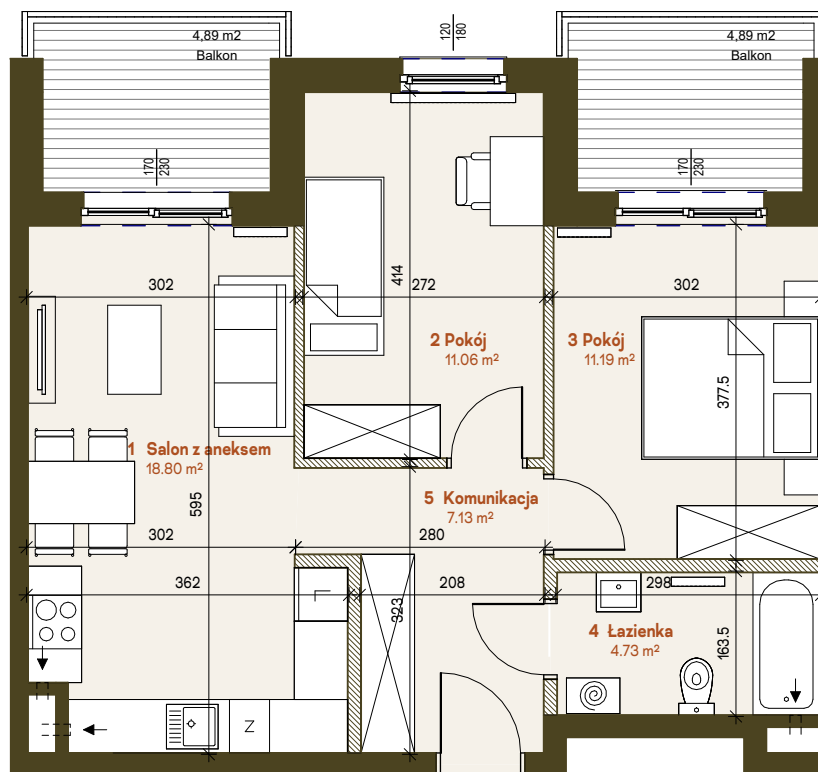 4,89 m2
Balkon
120
180
4,89 m2
Balkon
170
230
170
230
302
414
272
302
2 Pokój
11.06 m²
3 Pokój
11.19 m²
377.5
1 Salon z aneksem
18.80 m²
595
5 Komunikacja
7.13 m²
302
280
362
208
298
323
4 Łazienka
4.73 m²
163.5
Z